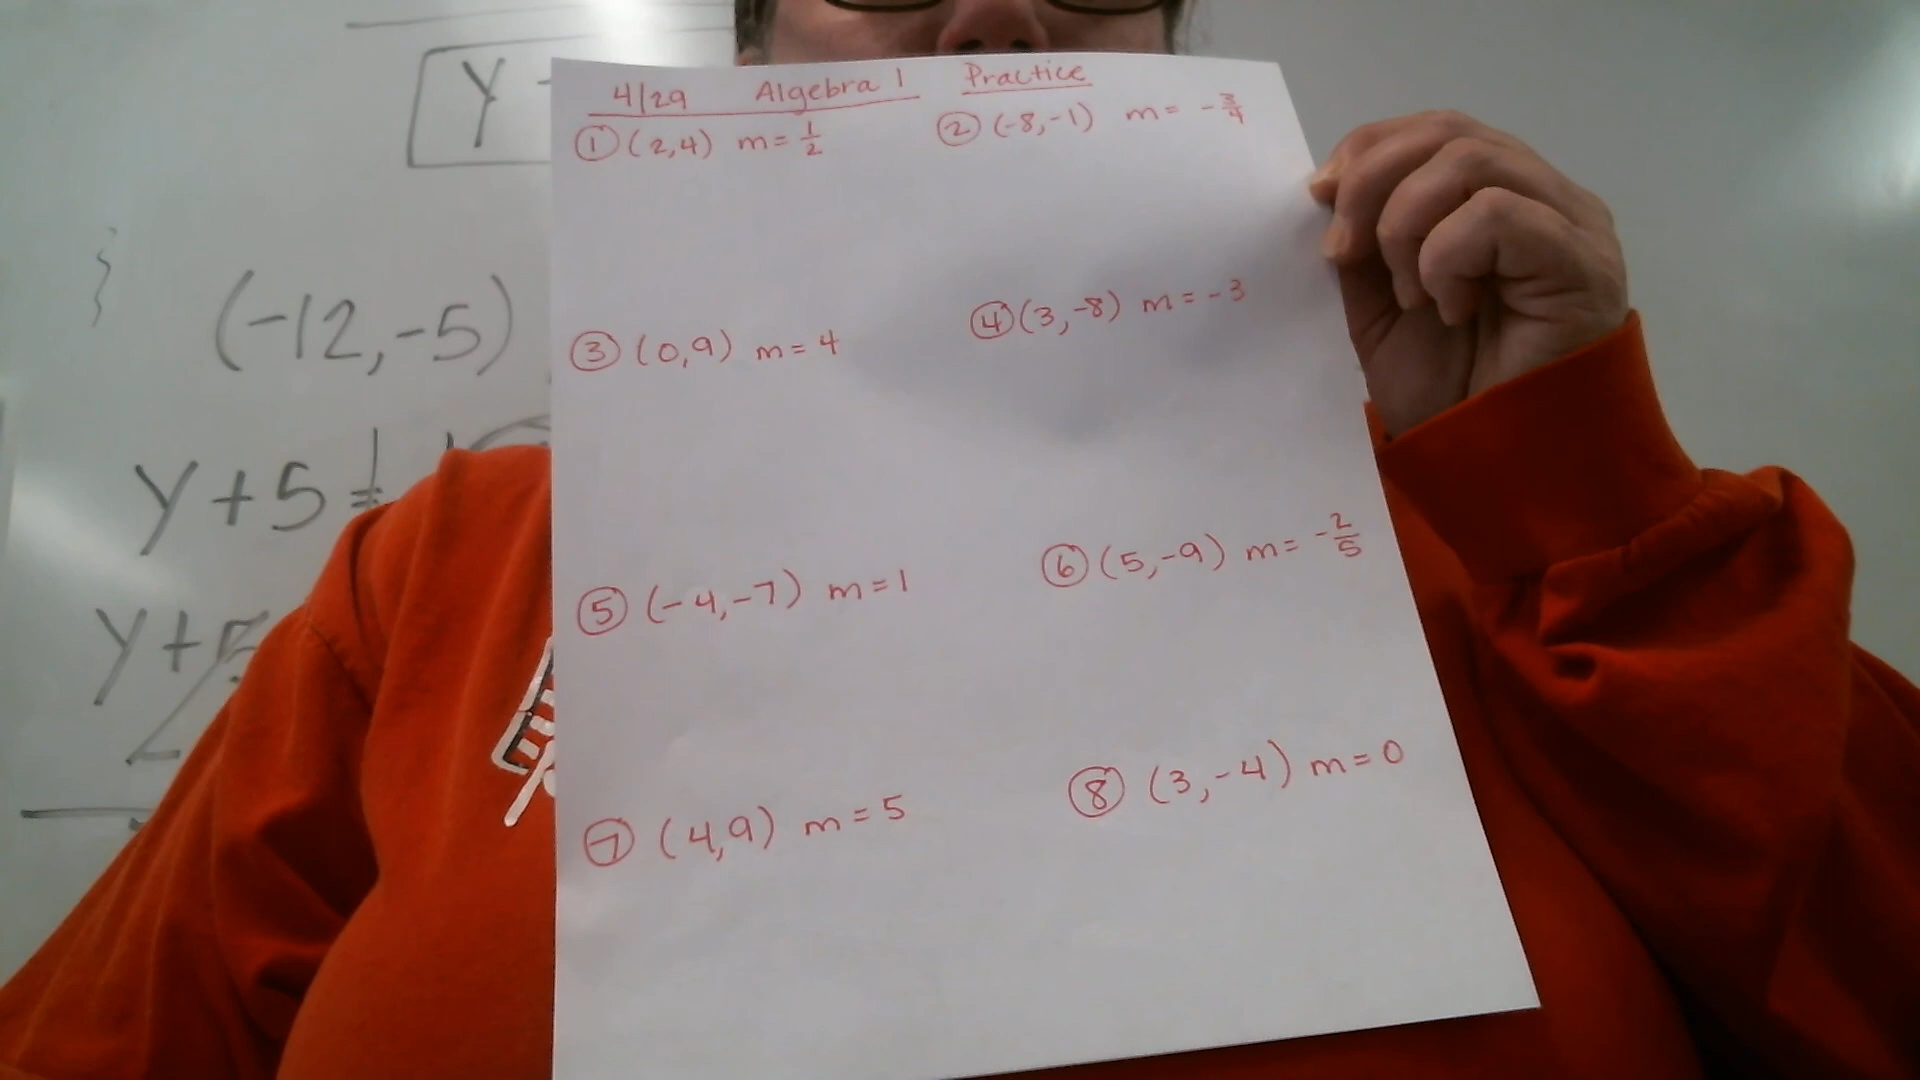 4/29 Algebra 1 Practice
① (2,4) m = 1/2
② (-8,-1) m = -3/4
③ (0,9) m = 4
④ (3,-8) m = -3
⑤ (-4,-7) m = 1
⑥ (5,-9) m = -2/5
⑦ (4,9) m = 5
⑧ (3,-4) m = 0
y
(-12,-5)
y + 5 =
y + 5